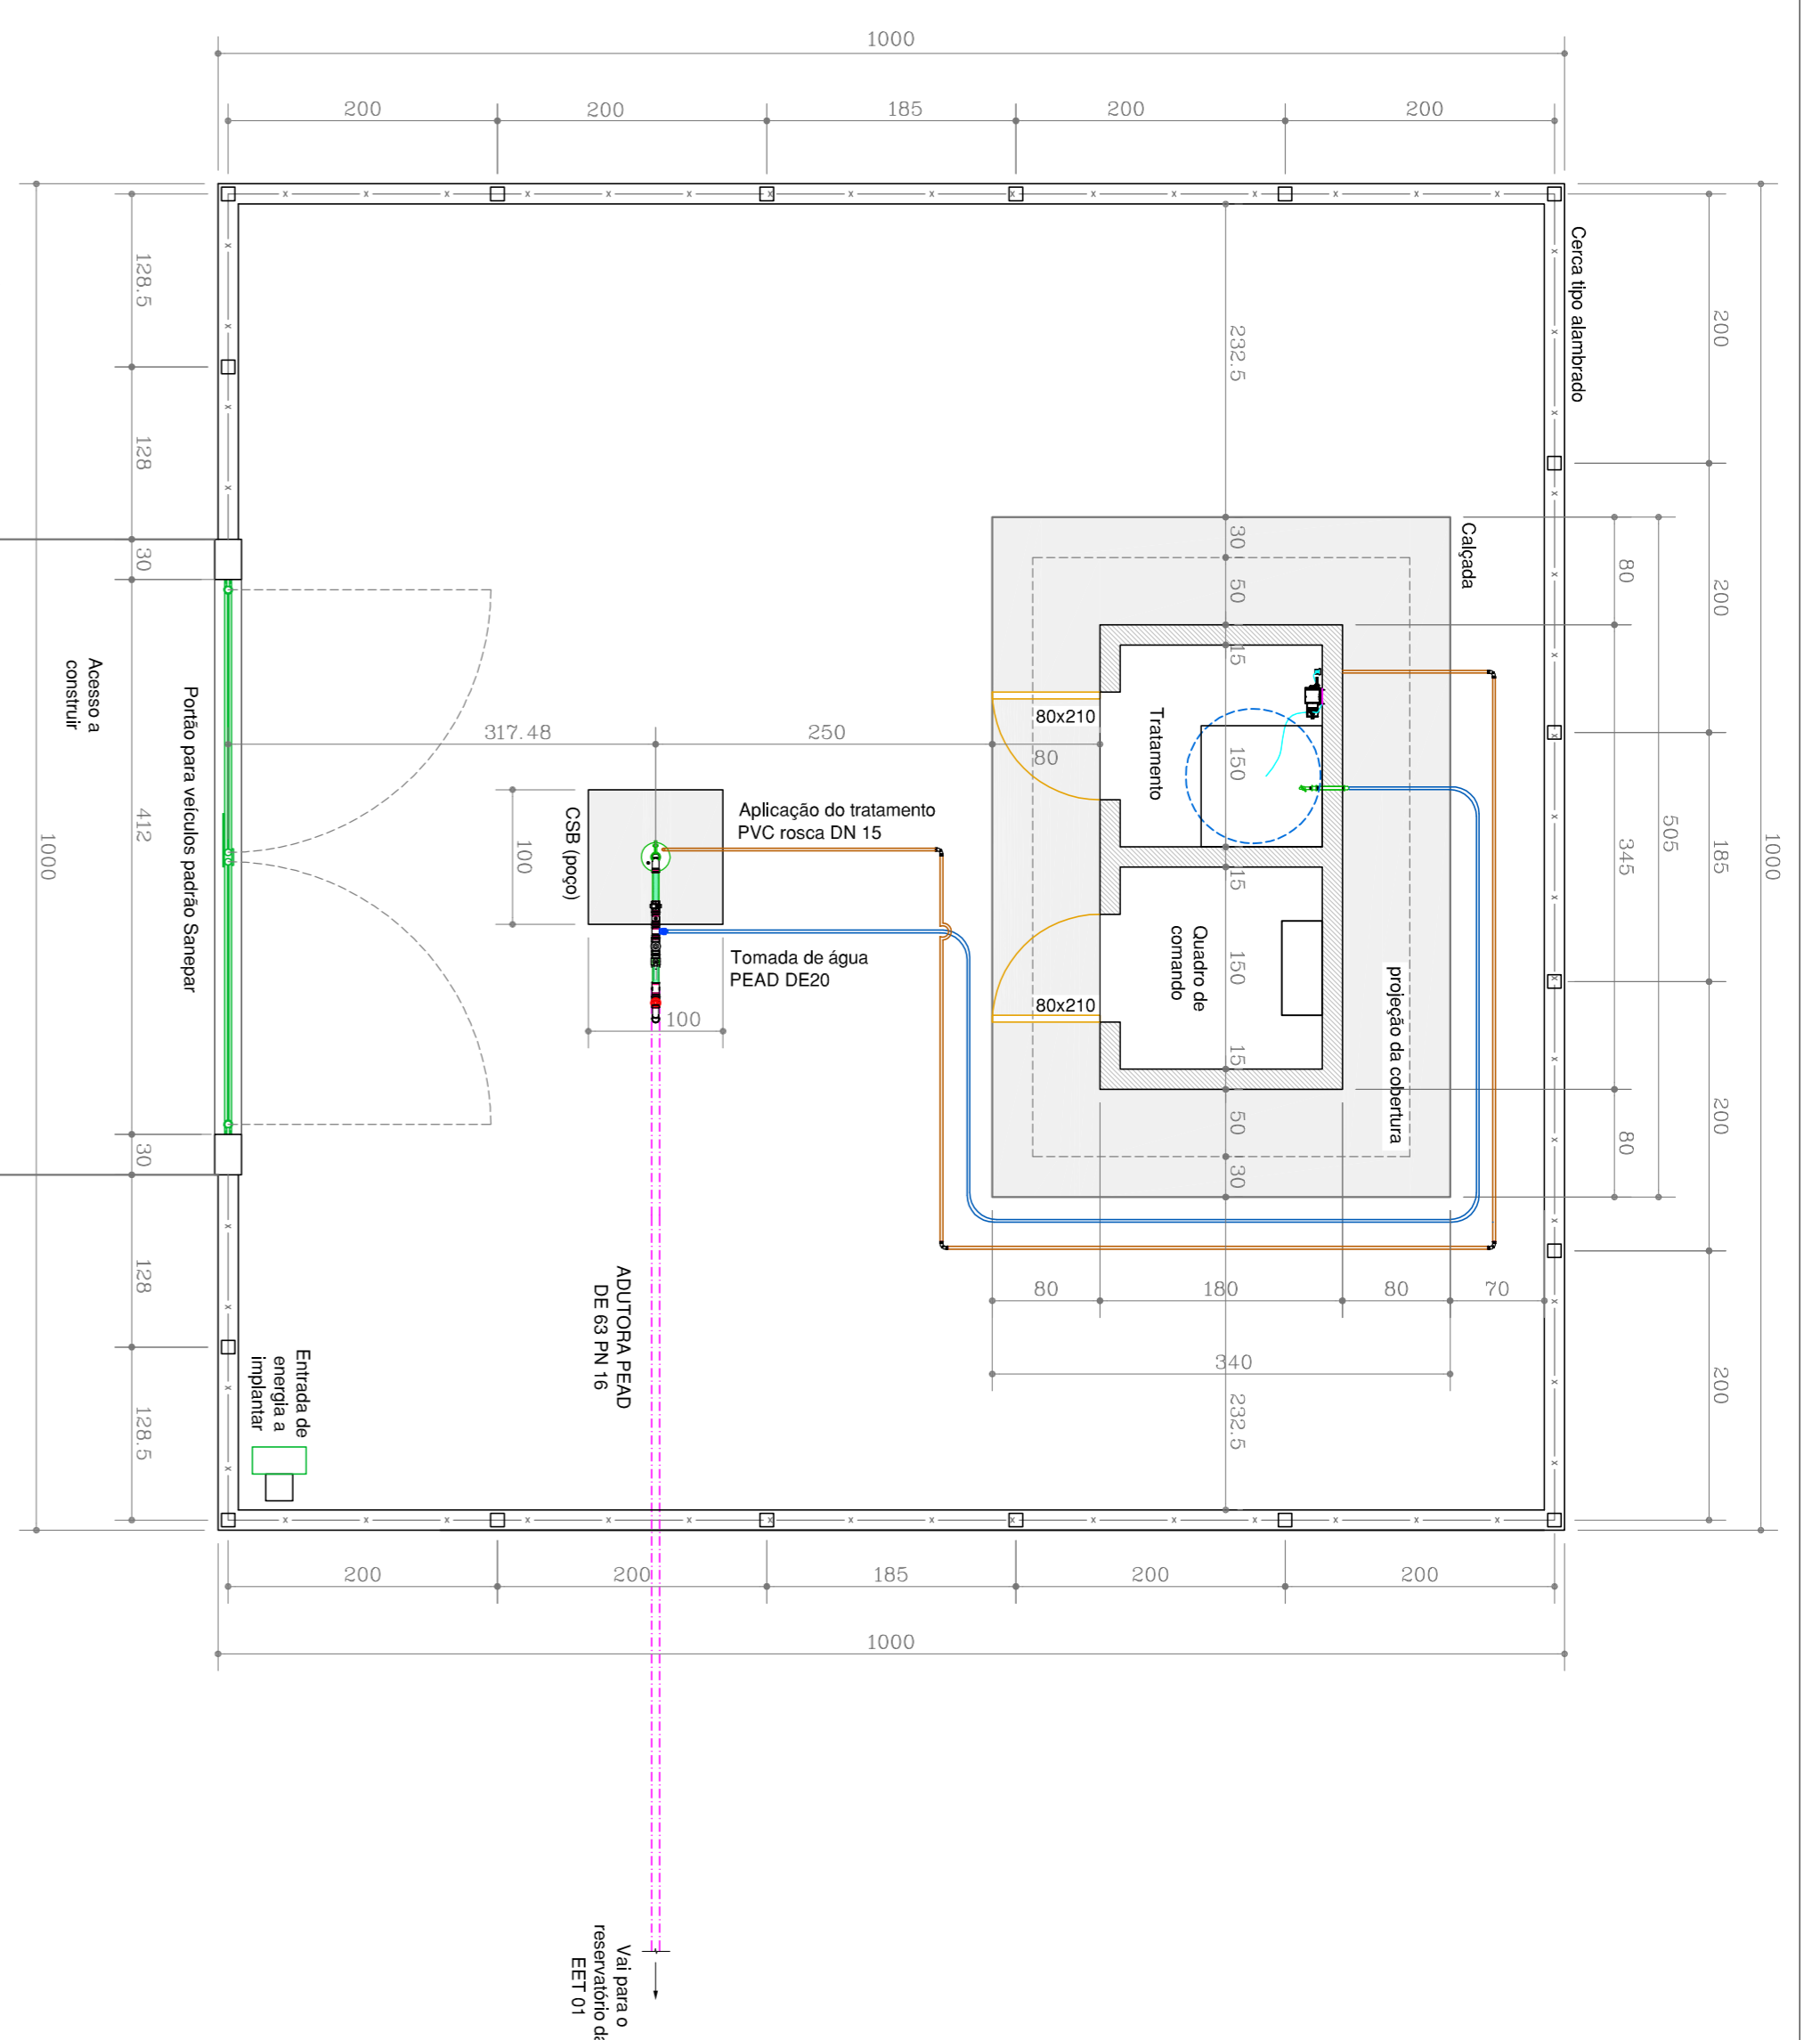 1000
200
200
185
200
200
Cerca tipo alambrado
200
200
185
200
200
1000
505
80
345
80
Calçada
232.5
30
50
15
150
15
150
15
50
30
232.5
80x210
Tratamento
80x210
Quadro de
comando
projeção da cobertura
317.48
250
80
Aplicação do tratamento
PVC rosca DN 15
CSB (poço)
100
Tomada de água
PEAD DE20
100
80
180
80
70
340
ADUTORA PEAD
DE 63 PN 16
128.5
128
30
412
30
128
128.5
1000
Portão para veículos padrão Sanepar
Acesso a
construir
Entrada de
energia a
implantar
200
200
185
200
200
1000
Vai para o
reservatório da
EET 01